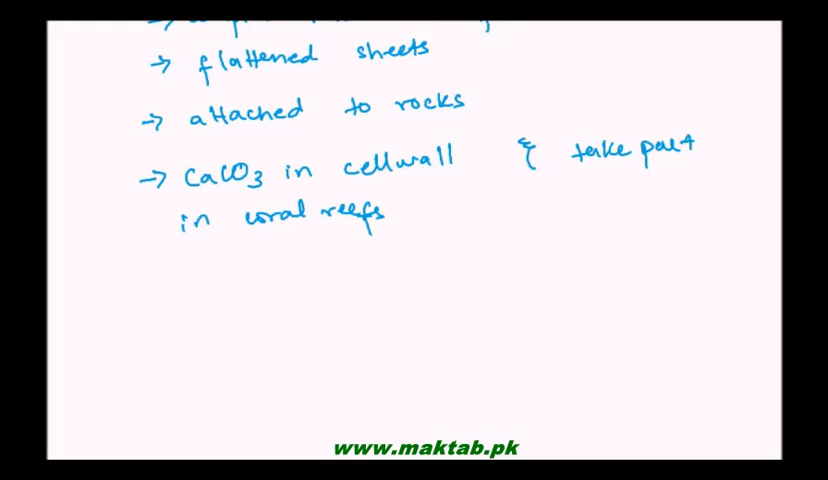 → flattened sheets
→ attached to rocks
→ CaCO3 in cellwall & take part
in coral reefs
www.maktab.pk